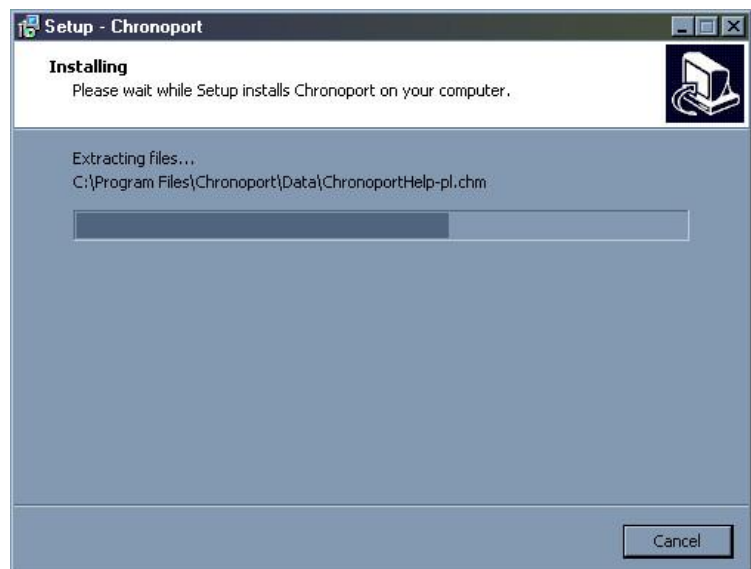 Setup - Chronoport
Installing
Please wait while Setup installs Chronoport on your computer.
Extracting files...
C:\Program Files\Chronoport\Data\ChronoportHelp-pl.chm
Cancel